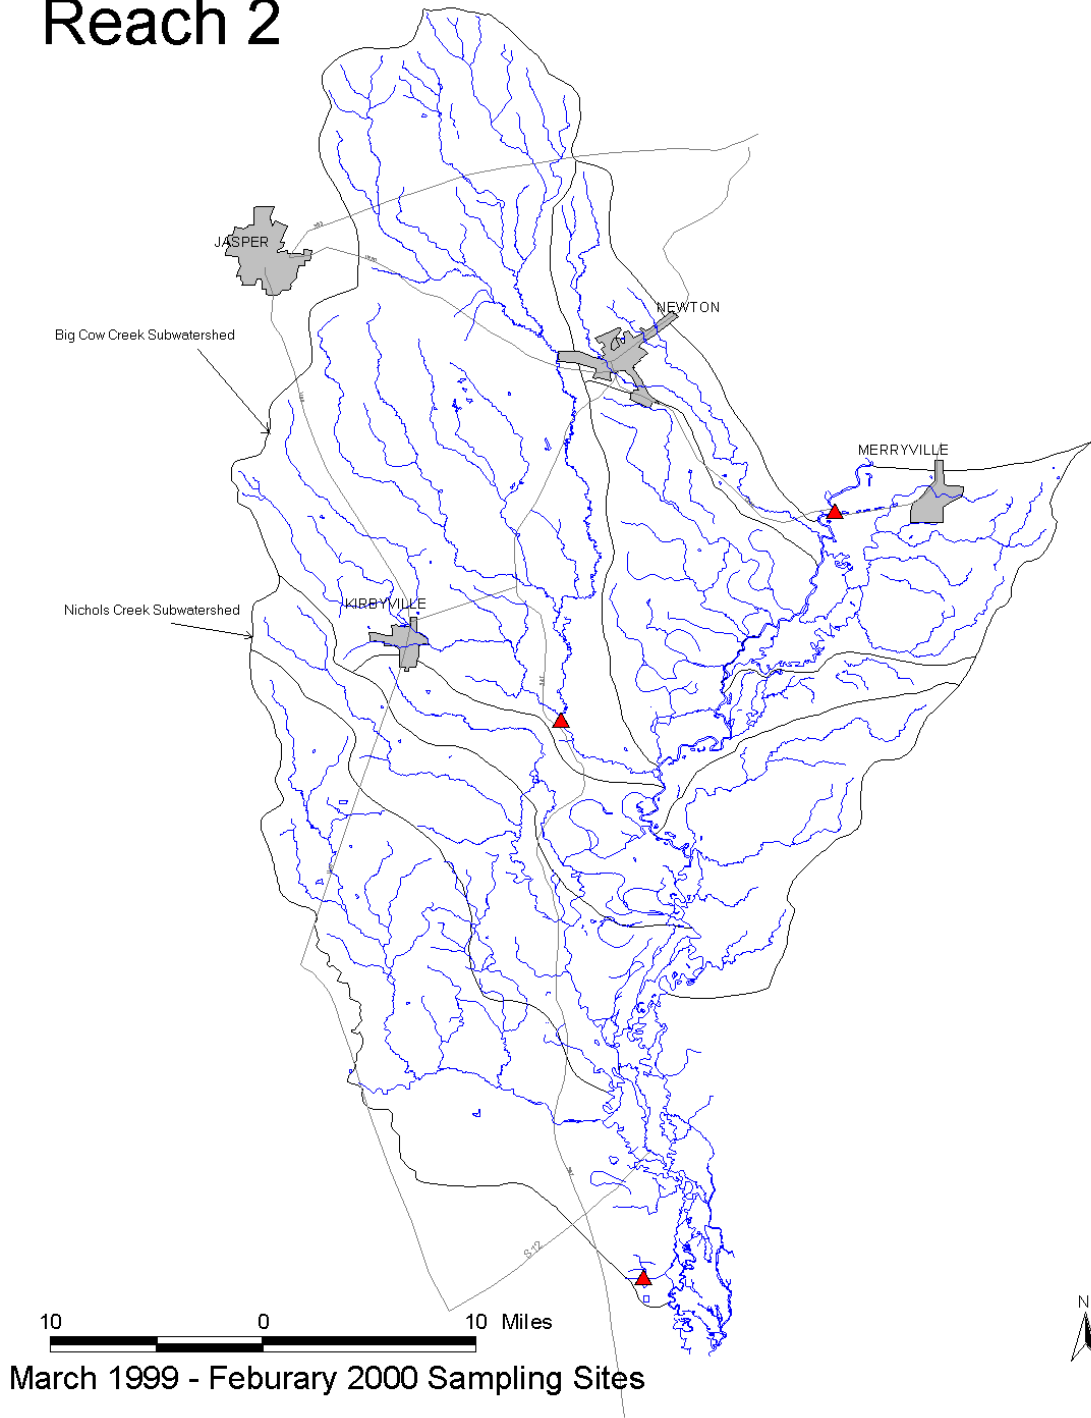 Reach 2
JASPER
NEWTON
Big Cow Creek Subwatershed
MERRYVILLE
KIRBYVILLE
Nichols Creek Subwatershed
S-12
N
10 0 10 Miles
March 1999 - Feburary 2000 Sampling Sites